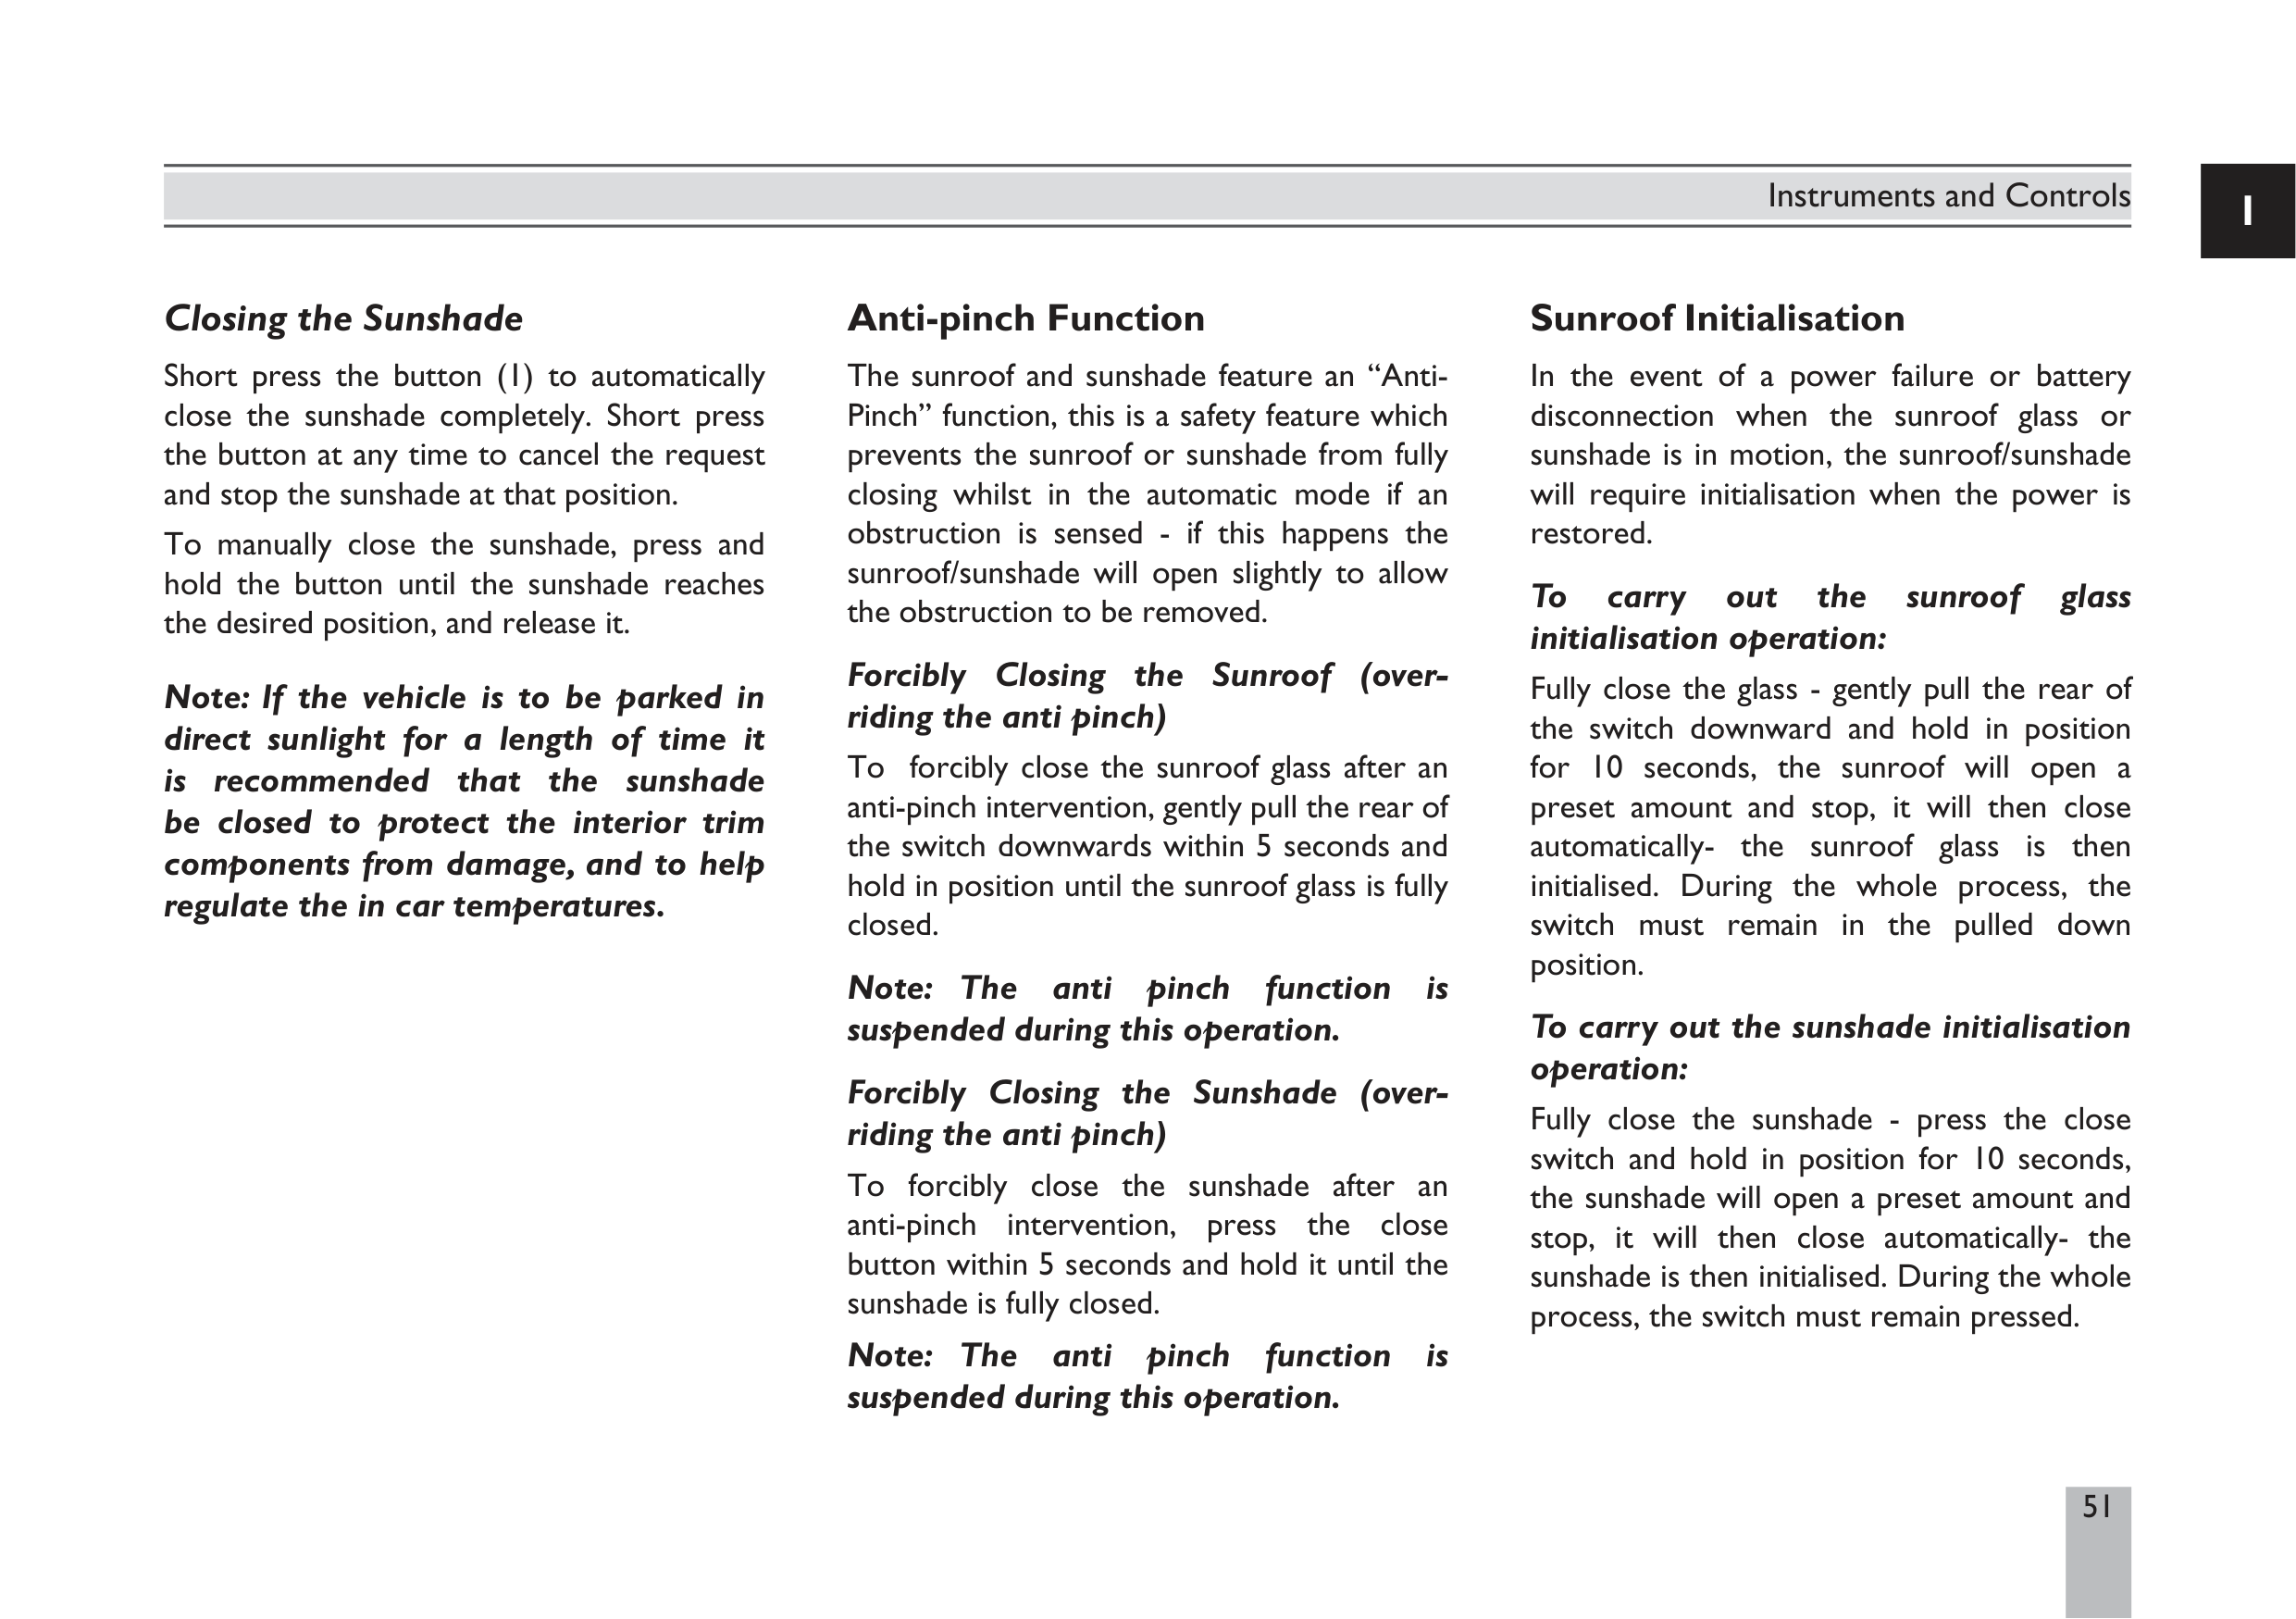 Instruments and Controls
1
Closing the Sunshade
Short press the button (1) to automatically
close the sunshade completely. Short press
the button at any time to cancel the request
and stop the sunshade at that position.
To manually close the sunshade, press and
hold the button until the sunshade reaches
the desired position, and release it.
Note: If the vehicle is to be parked in
direct sunlight for a length of time it
is recommended that the sunshade
be closed to protect the interior trim
components from damage, and to help
regulate the in car temperatures.
Anti-pinch Function
The sunroof and sunshade feature an “Anti-
Pinch” function, this is a safety feature which
prevents the sunroof or sunshade from fully
closing whilst in the automatic mode if an
obstruction is sensed - if this happens the
sunroof/sunshade will open slightly to allow
the obstruction to be removed.
Forcibly Closing the Sunroof (over-
riding the anti pinch)
To forcibly close the sunroof glass after an
anti-pinch intervention, gently pull the rear of
the switch downwards within 5 seconds and
hold in position until the sunroof glass is fully
closed.
Note: The anti pinch function is
suspended during this operation.
Forcibly Closing the Sunshade (over-
riding the anti pinch)
To forcibly close the sunshade after an
anti-pinch intervention, press the close
button within 5 seconds and hold it until the
sunshade is fully closed.
Note: The anti pinch function is
suspended during this operation.
Sunroof Initialisation
In the event of a power failure or battery
disconnection when the sunroof glass or
sunshade is in motion, the sunroof/sunshade
will require initialisation when the power is
restored.
To carry out the sunroof glass
initialisation operation:
Fully close the glass - gently pull the rear of
the switch downward and hold in position
for 10 seconds, the sunroof will open a
preset amount and stop, it will then close
automatically- the sunroof glass is then
initialised. During the whole process, the
switch must remain in the pulled down
position.
To carry out the sunshade initialisation
operation:
Fully close the sunshade - press the close
switch and hold in position for 10 seconds,
the sunshade will open a preset amount and
stop, it will then close automatically- the
sunshade is then initialised. During the whole
process, the switch must remain pressed.
51